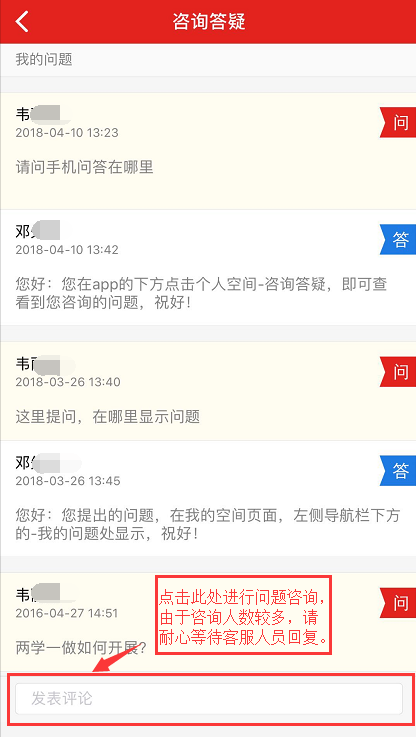 咨询答疑
我的问题
韦
问
2018-04-10 13:23
请问手机问答在哪里
邓
答
2018-04-10 13:42
您好：您在app的下方点击个人空间-咨询答疑，即可查
看到您咨询的问题，祝好！
韦
问
2018-03-26 13:40
这里提问，在哪里显示问题
邓
答
2018-03-26 13:45
您好：您提出的问题，在我的空间页面，左侧导航栏下方
的-我的问题处显示，祝好！
韦
问
2016-04-27 14:51
两学一做如何开展？
点击此处进行问题咨询，
由于咨询人数较多，请
耐心等待客服人员回复。
发表评论